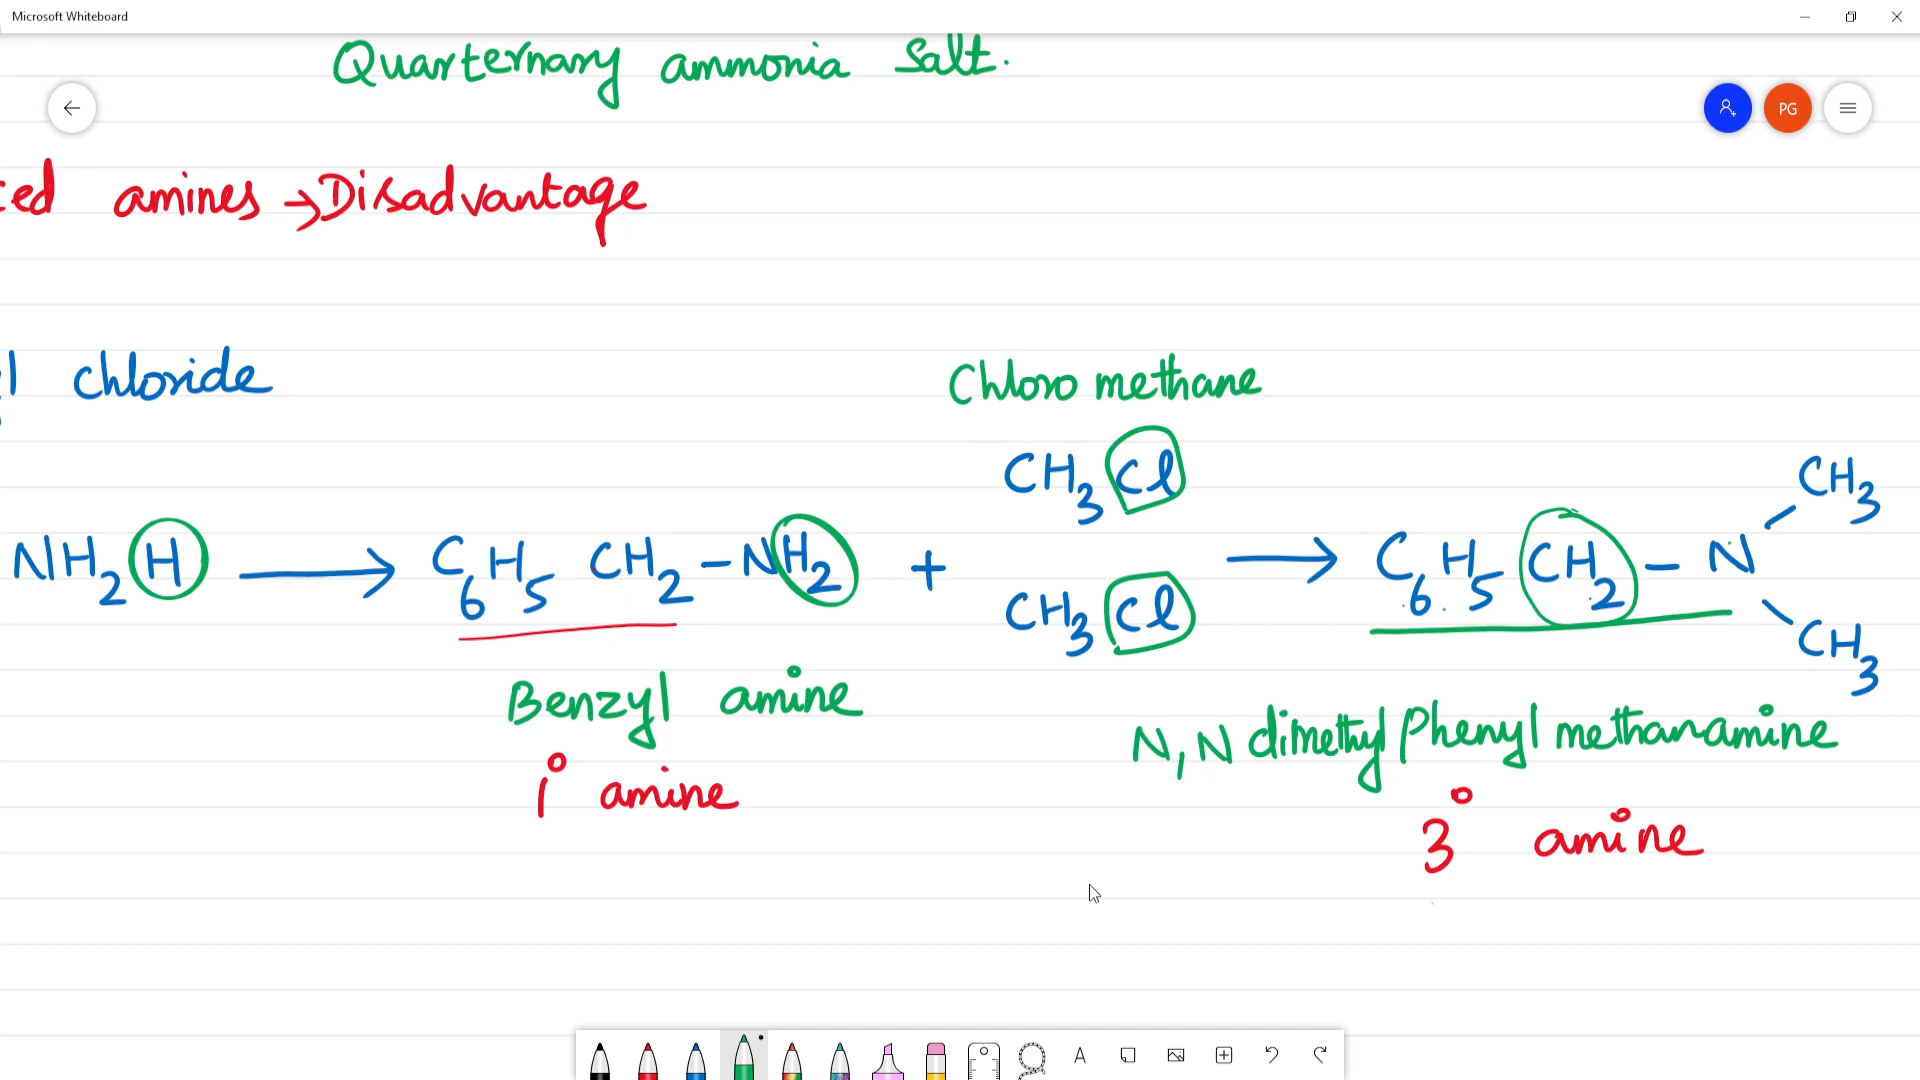 Microsoft Whiteboard
Quarternary ammonia Salt.
PG
amines → Disadvantage
chloride
Chloro methane
CH3 Cl
CH3
NH2 H → C6H5 CH2 - NH2 + → C6H5 CH2 - N
CH3 Cl
CH3
Benzyl amine
N, N dimethyl Phenyl methanamine
1° amine
3° amine
A